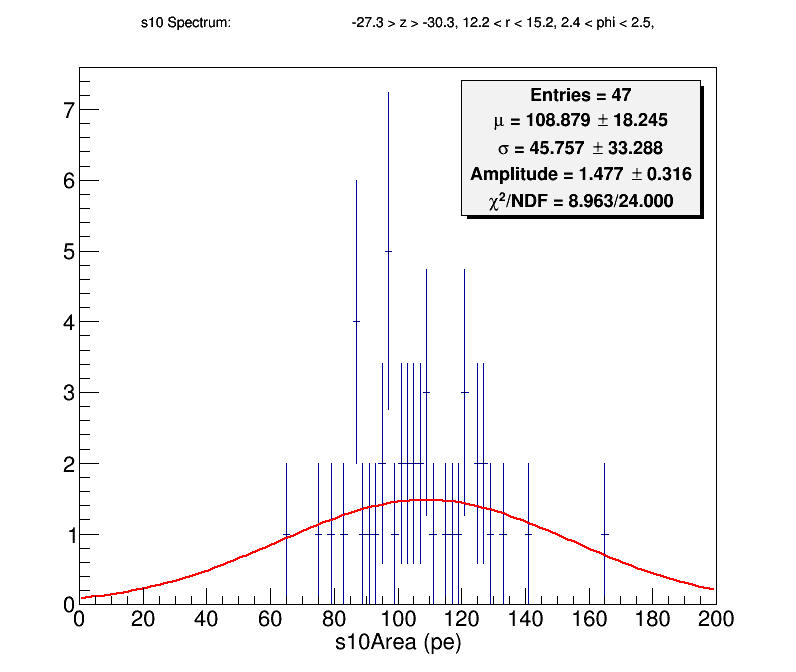 s10 Spectrum: -27.3 > z > -30.3, 12.2 < r < 15.2, 2.4 < phi < 2.5,
Entries = 47
μ = 108.879 ± 18.245
σ = 45.757 ± 33.288
Amplitude = 1.477 ± 0.316
χ²/NDF = 8.963/24.000
7
6
5
4
3
2
1
0
0 20 40 60 80 100 120 140 160 180 200
s10Area (pe)